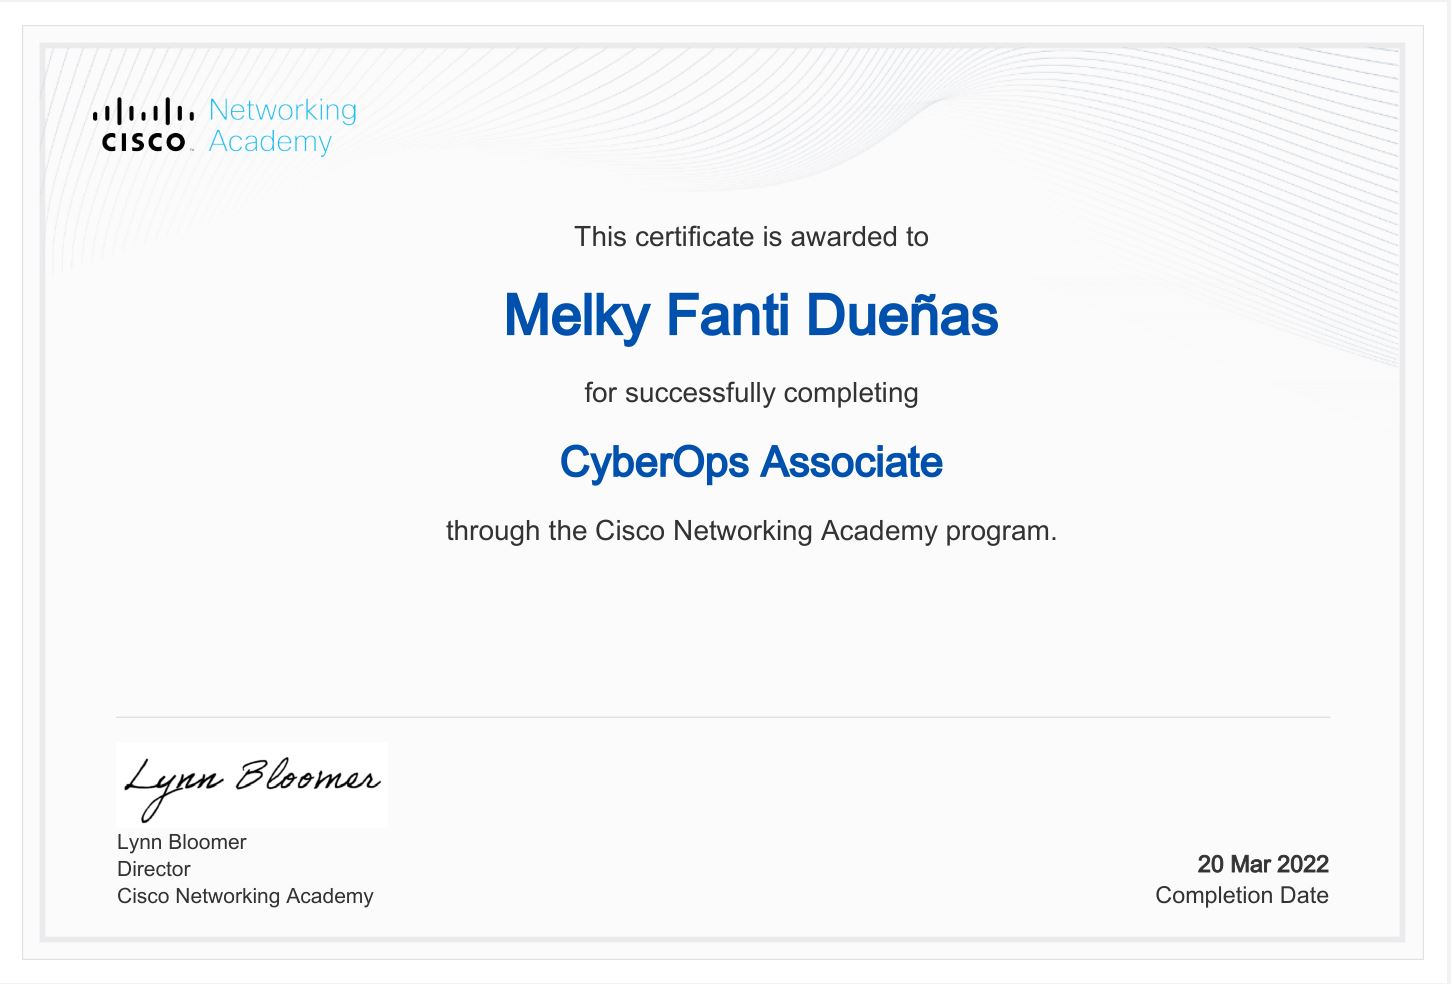 CISCO
Networking
Academy
This certificate is awarded to
Melky Fanti Dueñas
for successfully completing
CyberOps Associate
through the Cisco Networking Academy program.
Lynn Bloomer
Lynn Bloomer
Director
Cisco Networking Academy
20 Mar 2022
Completion Date